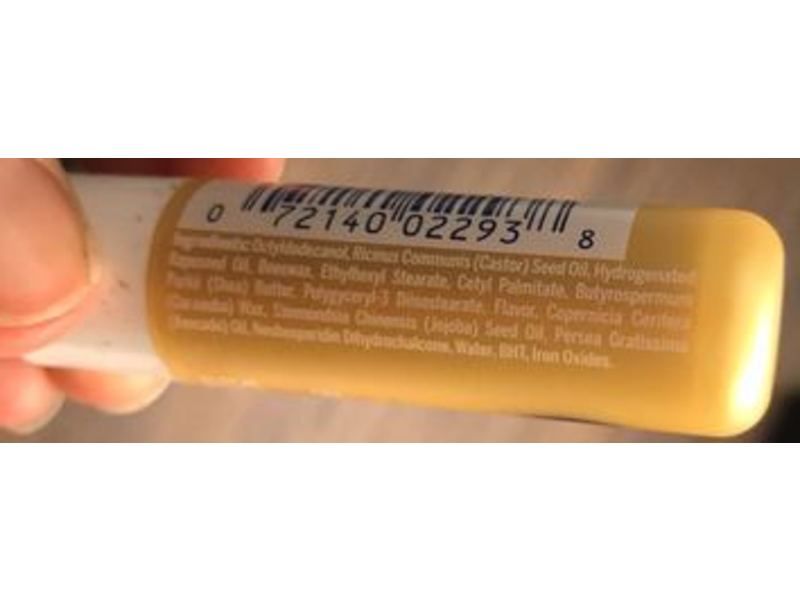 0 72140 02293 8
Ingredients: Octyldodecanol, Ricinus Communis (Castor) Seed Oil, Hydrogenated
Rapeseed Oil, Beeswax, Ethylhexyl Stearate, Cetyl Palmitate, Butyrospermum
Parkii (Shea) Butter, Polyglyceryl-3 Diisostearate, Flavor, Copernicia Cerifera
(Carnauba) Wax, Simmondsia Chinensis (Jojoba) Seed Oil, Persea Gratissima
(Avocado) Oil, Neohesperidin Dihydrochalcone, Water, BHT, Iron Oxides.